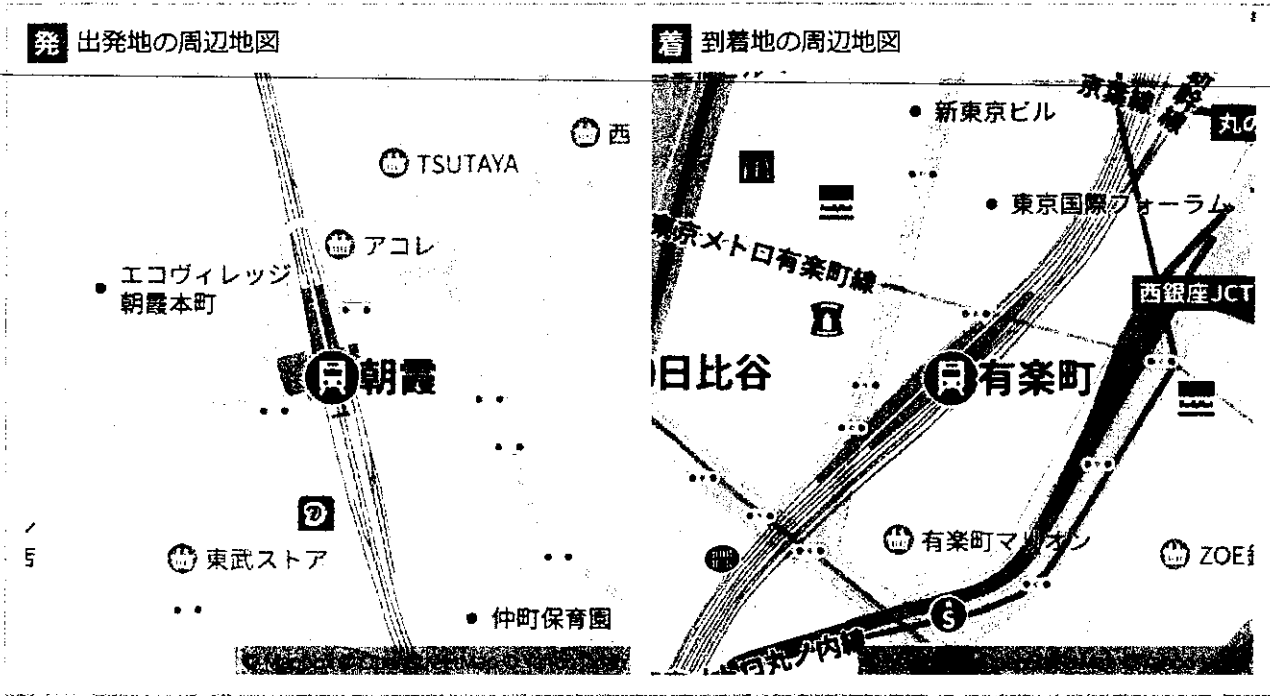 発 出発地の周辺地図
西
TSUTAYA
アコレ
エコヴィレッジ
朝霞本町
朝霞
東武ストア
仲町保育園
着 到着地の周辺地図
京葉線
新東京ビル
丸の
東京国際フォーラム
東京メトロ有楽町線
西銀座JCT
日比谷
有楽町
有楽町マリオン
ZOE銀
S
丸ノ内線